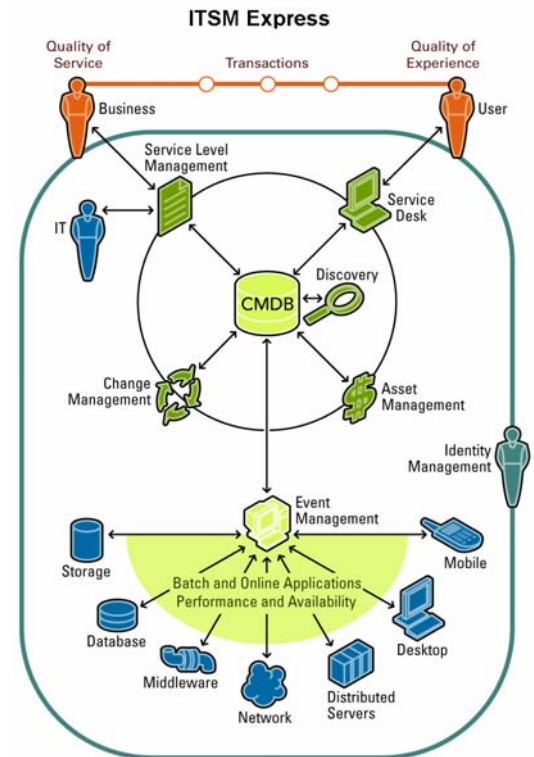 ITSM Express
Quality of
Service
Transactions
Quality of
Experience
Business
User
Service Level
Management
Service
Desk
IT
Discovery
CMDB
Change
Management
Asset
Management
Identity
Management
Event
Management
Storage
Mobile
Batch and Online Applications
Performance and Availability
Database
Desktop
Middleware
Network
Distributed
Servers